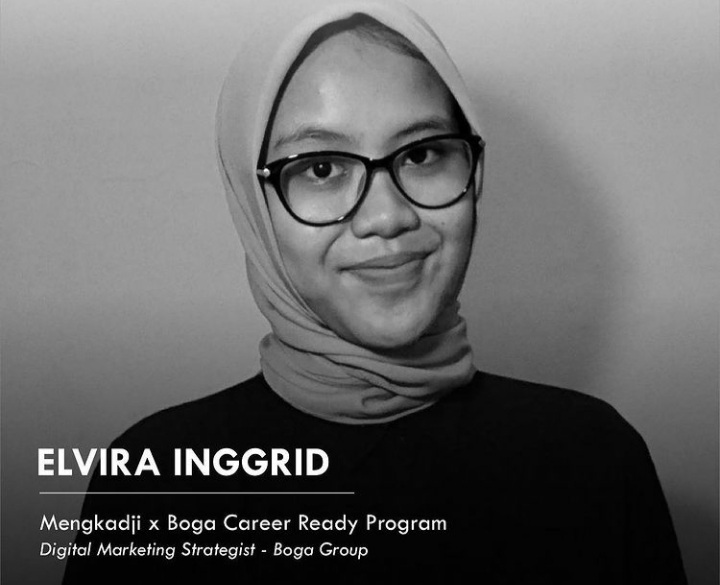 ELVIRA INGGRID
Mengkadji x Boga Career Ready Program
Digital Marketing Strategist - Boga Group